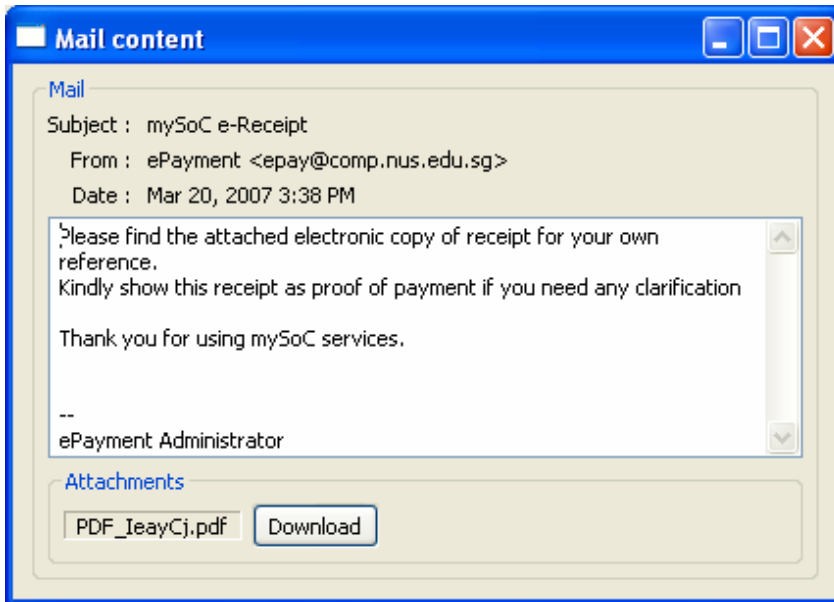 Mail content
Mail
Subject : mySoC e-Receipt
From : ePayment <epay@comp.nus.edu.sg>
Date : Mar 20, 2007 3:38 PM
Please find the attached electronic copy of receipt for your own
reference.
Kindly show this receipt as proof of payment if you need any clarification
Thank you for using mySoC services.
--
ePayment Administrator
Attachments
PDF_IeayCj.pdf Download